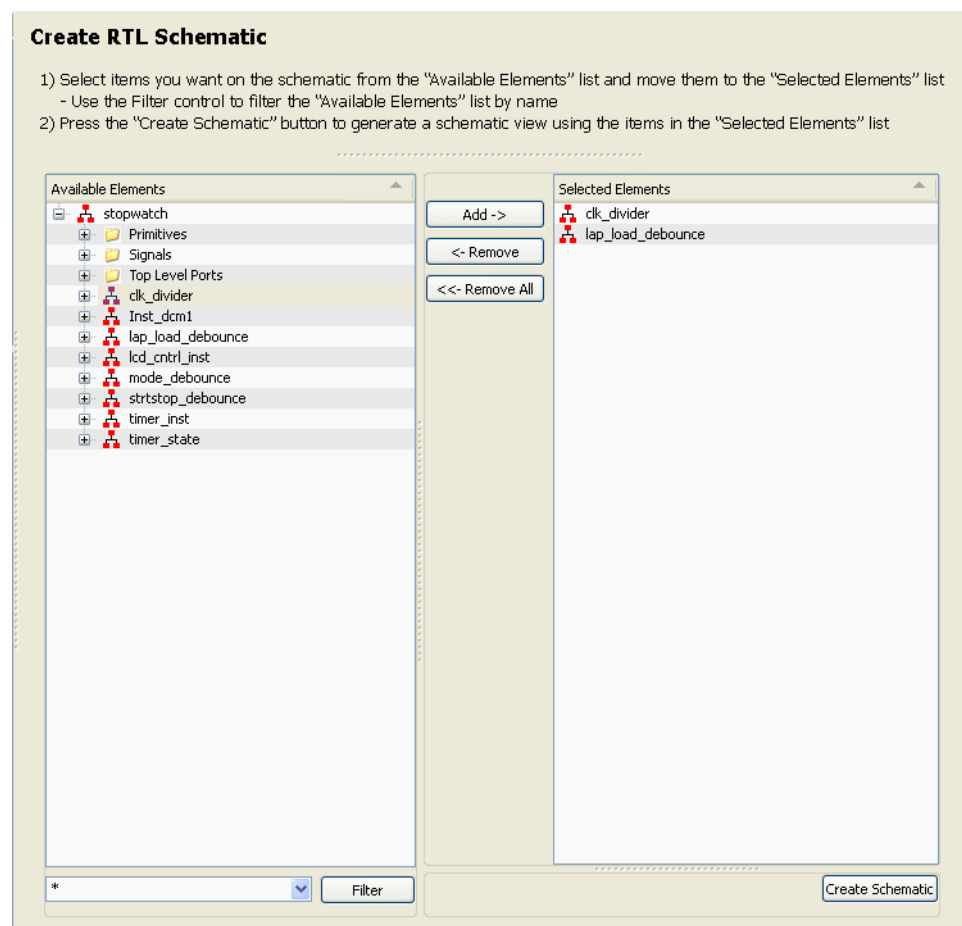 Create RTL Schematic
1) Select items you want on the schematic from the "Available Elements" list and move them to the "Selected Elements" list
- Use the Filter control to filter the "Available Elements" list by name
2) Press the "Create Schematic" button to generate a schematic view using the items in the "Selected Elements" list
Available Elements
stopwatch
Primitives
Signals
Top Level Ports
clk_divider
Inst_dcm1
lap_load_debounce
lcd_cntrl_inst
mode_debounce
strtstop_debounce
timer_inst
timer_state
Add ->
<- Remove
<<- Remove All
Selected Elements
clk_divider
lap_load_debounce
*
Filter
Create Schematic